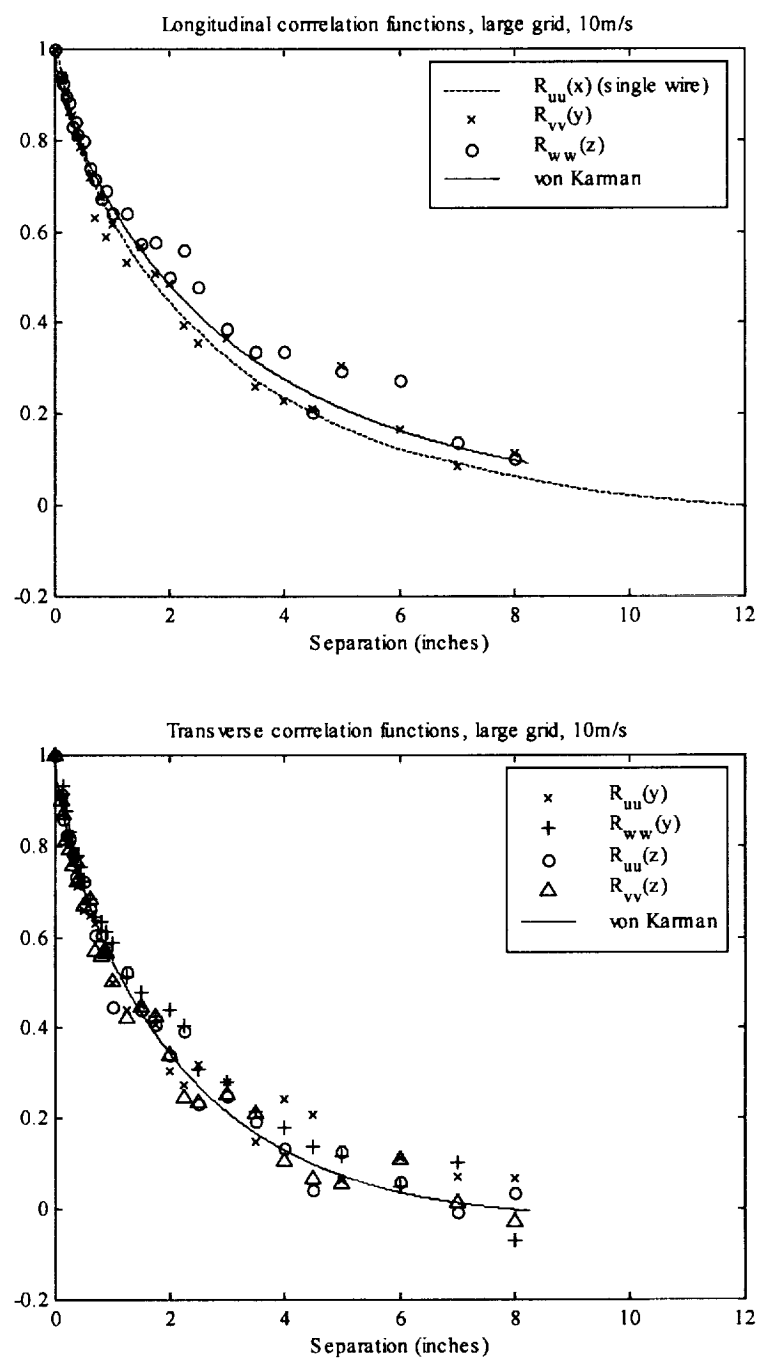 Longitudinal corrrelation functions, large grid, 10m/s
1
0.8
0.6
0.4
0.2
0
-0.2
R_uu(x) (single wire)
R_vv(y)
R_ww(z)
von Karman
0 2 4 6 8 10 12
Separation (inches)
Transverse corrrelation functions, large grid, 10m/s
1
0.8
0.6
0.4
0.2
0
-0.2
R_uu(y)
R_ww(y)
R_uu(z)
R_vv(z)
von Karman
0 2 4 6 8 10 12
Separation (inches)